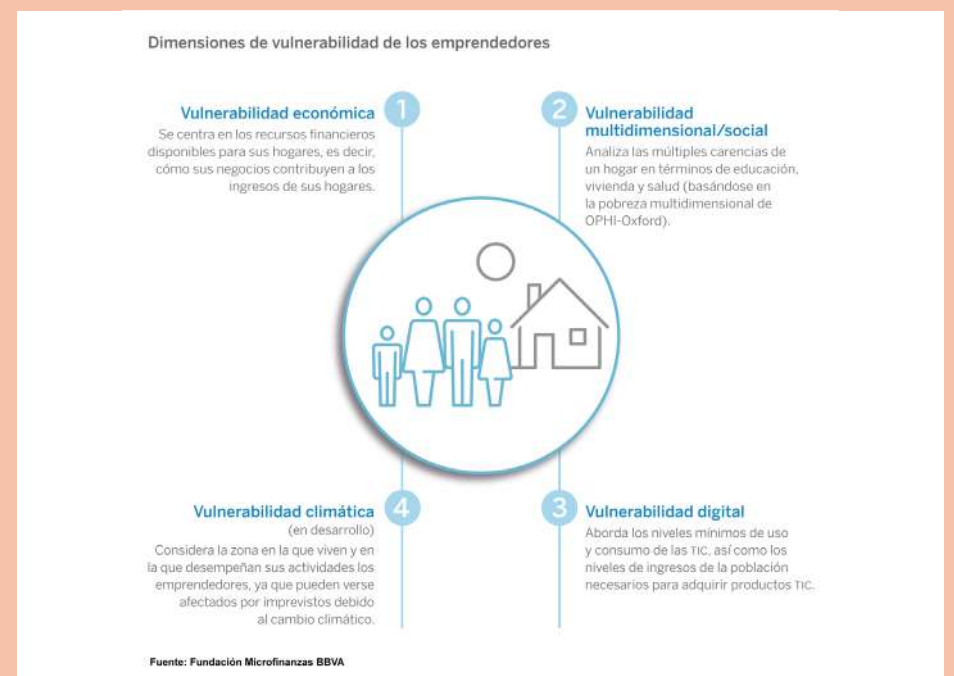 Dimensiones de vulnerabilidad de los emprendedores
1
Vulnerabilidad económica
Se centra en los recursos financieros
disponibles para sus hogares, es decir,
cómo sus negocios contribuyen a los
ingresos de sus hogares.
2
Vulnerabilidad
multidimensional/social
Analiza las múltiples carencias de
un hogar en términos de educación,
vivienda y salud (basándose en
la pobreza multidimensional de
OPHI-Oxford).
3
Vulnerabilidad digital
Aborda los niveles mínimos de uso
y consumo de las TIC, así como los
niveles de ingresos de la población
necesarios para adquirir productos TIC.
4
Vulnerabilidad climática
(en desarrollo)
Considera la zona en la que viven y en
la que desempeñan sus actividades los
emprendedores, ya que pueden verse
afectados por imprevistos debido
al cambio climático.
Fuente: Fundación Microfinanzas BBVA